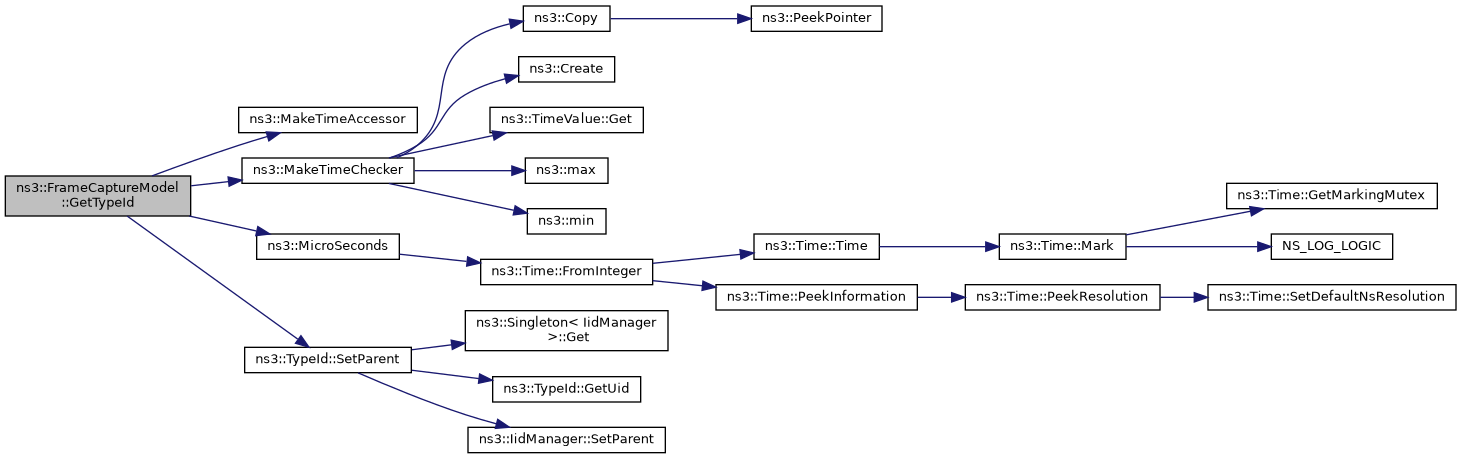 ns3::Copy
ns3::PeekPointer
ns3::Create
ns3::MakeTimeAccessor
ns3::TimeValue::Get
ns3::MakeTimeChecker
ns3::max
ns3::FrameCaptureModel
::GetTypeId
ns3::min
ns3::Time::GetMarkingMutex
ns3::MicroSeconds
ns3::Time::Time
ns3::Time::Mark
NS_LOG_LOGIC
ns3::Time::FromInteger
ns3::Time::PeekInformation
ns3::Time::PeekResolution
ns3::Time::SetDefaultNsResolution
ns3::Singleton< IidManager
>::Get
ns3::TypeId::SetParent
ns3::TypeId::GetUid
ns3::IidManager::SetParent